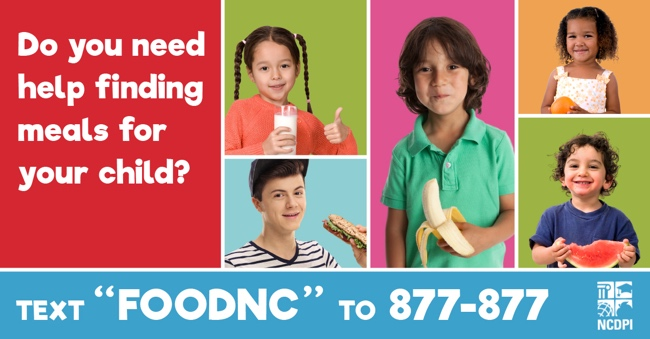 Do you need
help finding
meals for
your child?
TEXT “FOODNC” TO 877-877
NCDPI